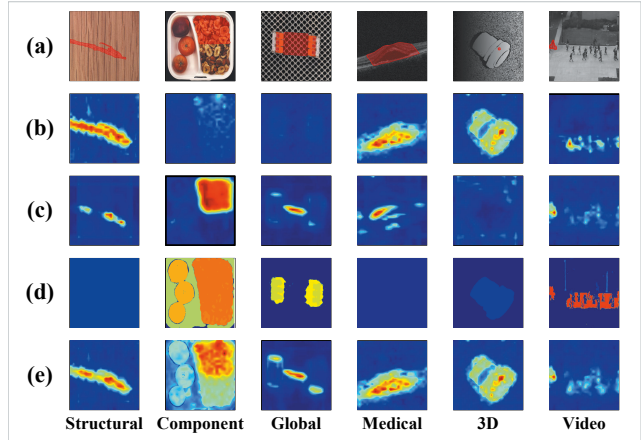 (a)
(b)
(c)
(d)
(e)
Structural Component Global Medical 3D Video